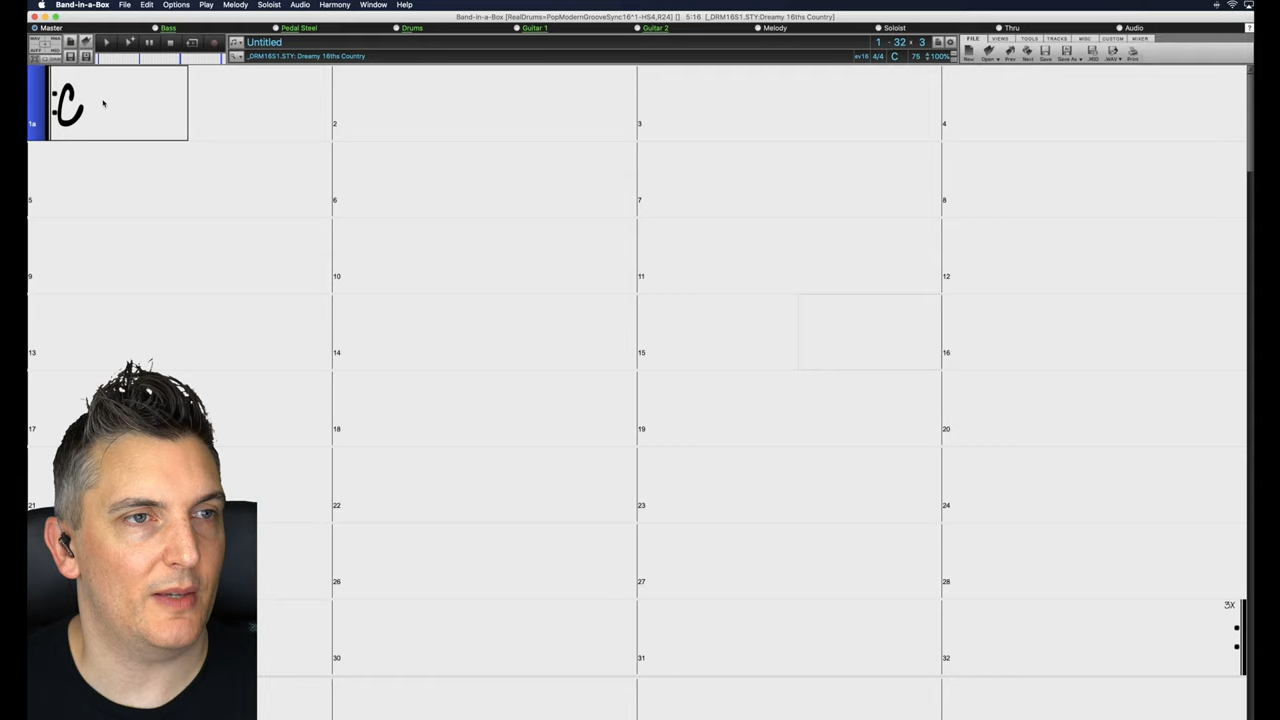 Band-in-a-Box File Edit Options Play Melody Soloist Audio Harmony Window Help
Band-in-a-Box [RealDrums=PopModernGrooveSync16^1-HS4,R24] [] 5:16 [_DRM16S1.STY:Dreamy 16ths Country]
Master Bass Pedal Steel Drums Guitar 1 Guitar 2 Melody Soloist Thru Audio ?
Untitled 1 - 32 x 3 FILE VIEWS TOOLS TRACKS MISC CUSTOM MIXER
_DRM16S1.STY: Dreamy 16ths Country ev16 4/4 C 75 100% New Open Prev Next Save Save As .MID .WAV Print
C
1a 2 3 4
5 6 7 8
9 10 11 12
13 14 15 16
17 18 19 20
21 22 23 24
26 27 28
3X
30 31 32